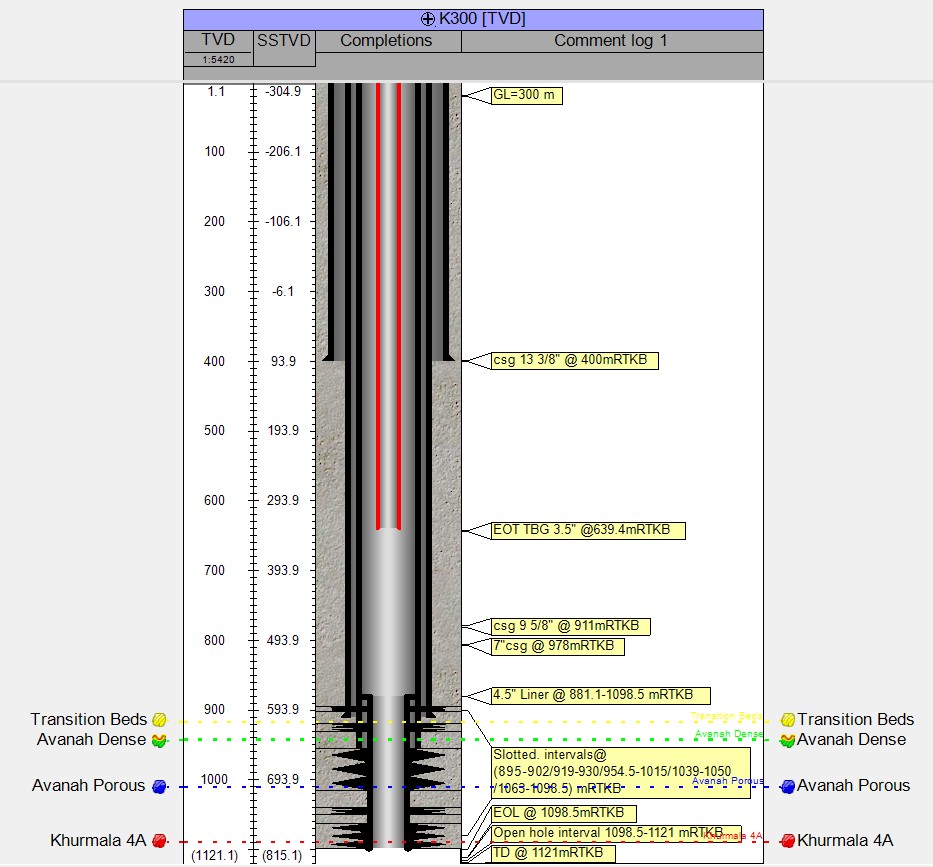 K300 [TVD]
TVD
SSTVD
Completions
Comment log 1
1:5420
1.1
-304.9
GL=300 m
100
-206.1
200
-106.1
300
-6.1
400
93.9
csg 13 3/8" @ 400mRTKB
500
193.9
600
293.9
EOT TBG 3.5" @639.4mRTKB
700
393.9
csg 9 5/8" @ 911mRTKB
800
493.9
7"csg @ 978mRTKB
4.5" Liner @ 881.1-1098.5 mRTKB
900
593.9
Transition Beds
Transition Beds
Transition Beds
Avanah Dense
Avanah Dense
Avanah Dense
Slotted. intervals@
(895-902/919-930/954.5-1015/1039-1050
/1063-1098.5) mRTKB
1000
693.9
Avanah Porous
Avanah Porous
Avanah Porous
EOL @ 1098.5mRTKB
Open hole interval 1098.5-1121 mRTKB
Khurmala 4A
Khurmala 4A
Khurmala 4A
TD @ 1121mRTKB
(1121.1)
(815.1)